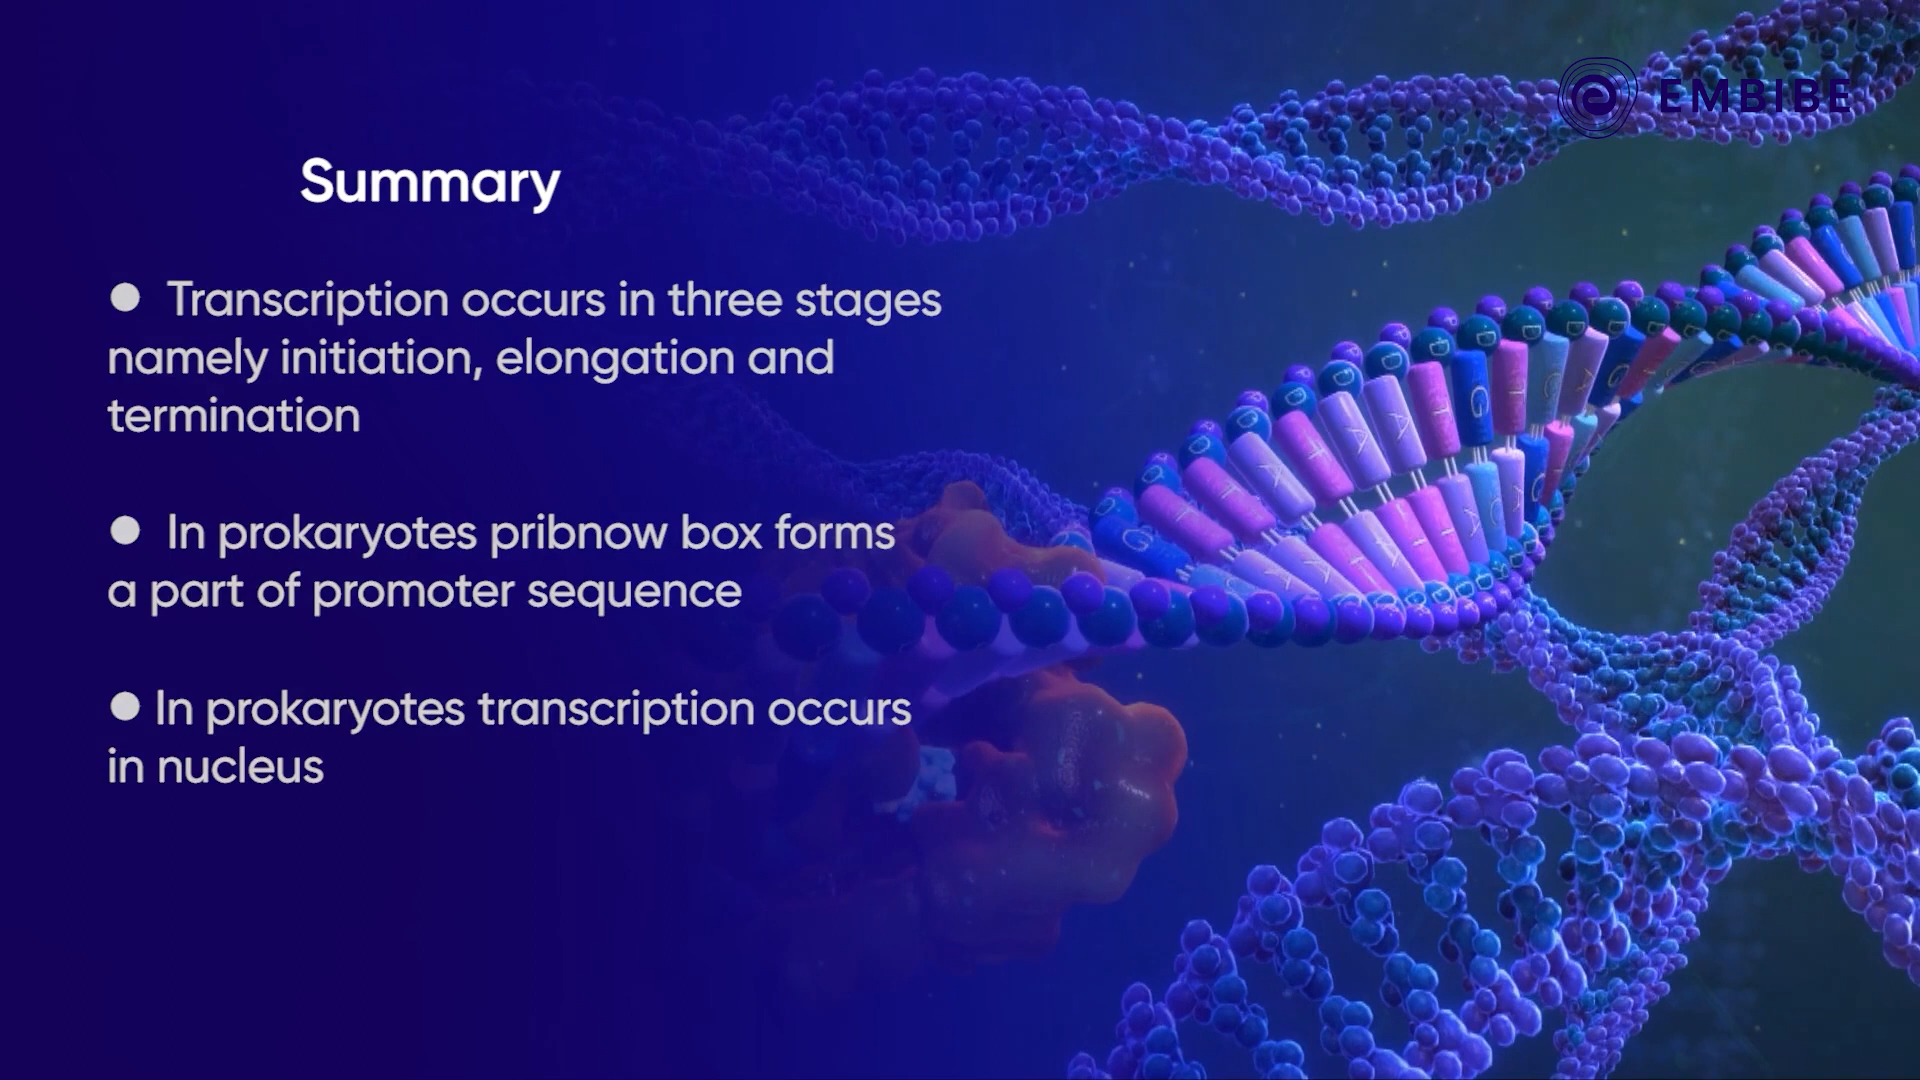 EMBIBE
Summary
● Transcription occurs in three stages
namely initiation, elongation and
termination
● In prokaryotes pribnow box forms
a part of promoter sequence
● In prokaryotes transcription occurs
in nucleus